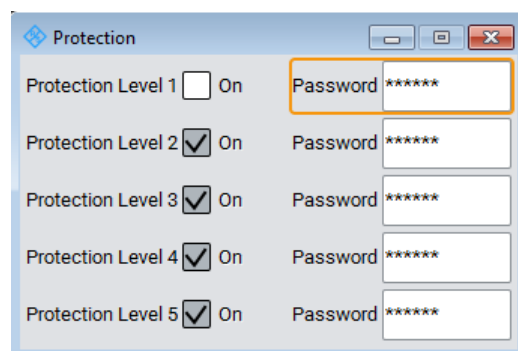 Protection
Protection Level 1 On Password ******
Protection Level 2 On Password ******
Protection Level 3 On Password ******
Protection Level 4 On Password ******
Protection Level 5 On Password ******